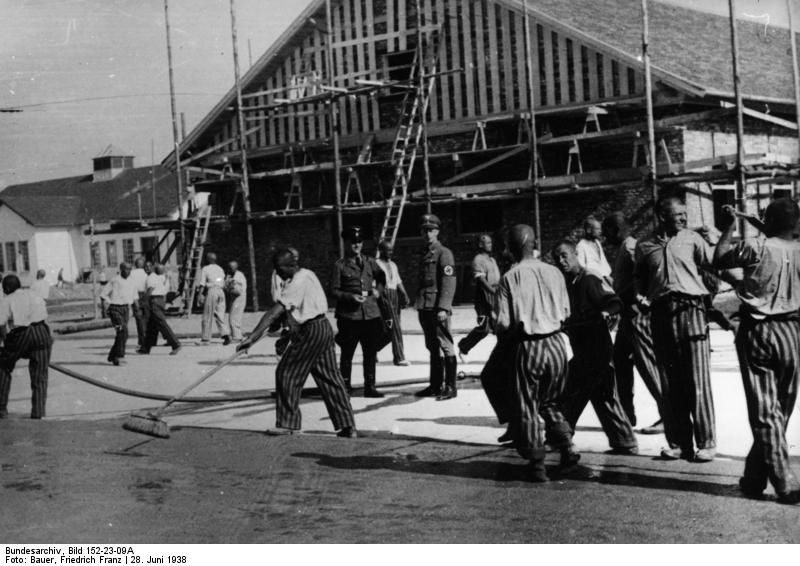 Bundesarchiv, Bild 152-23-09A
Foto: Bauer, Friedrich Franz | 28. Juni 1938